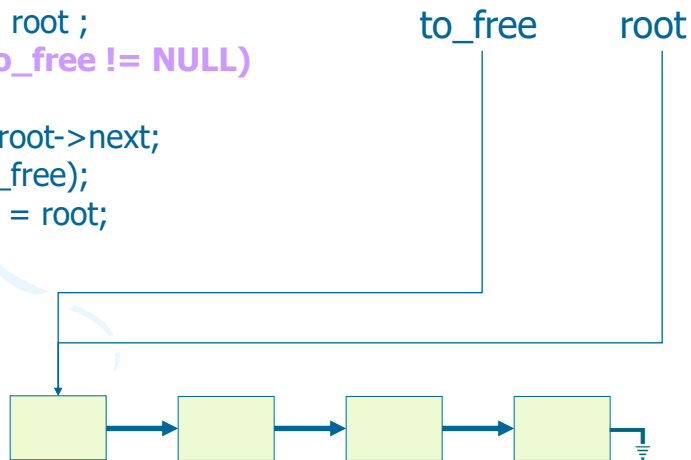 root ;
o_free != NULL)
root->next;
_free);
= root;
to_free root